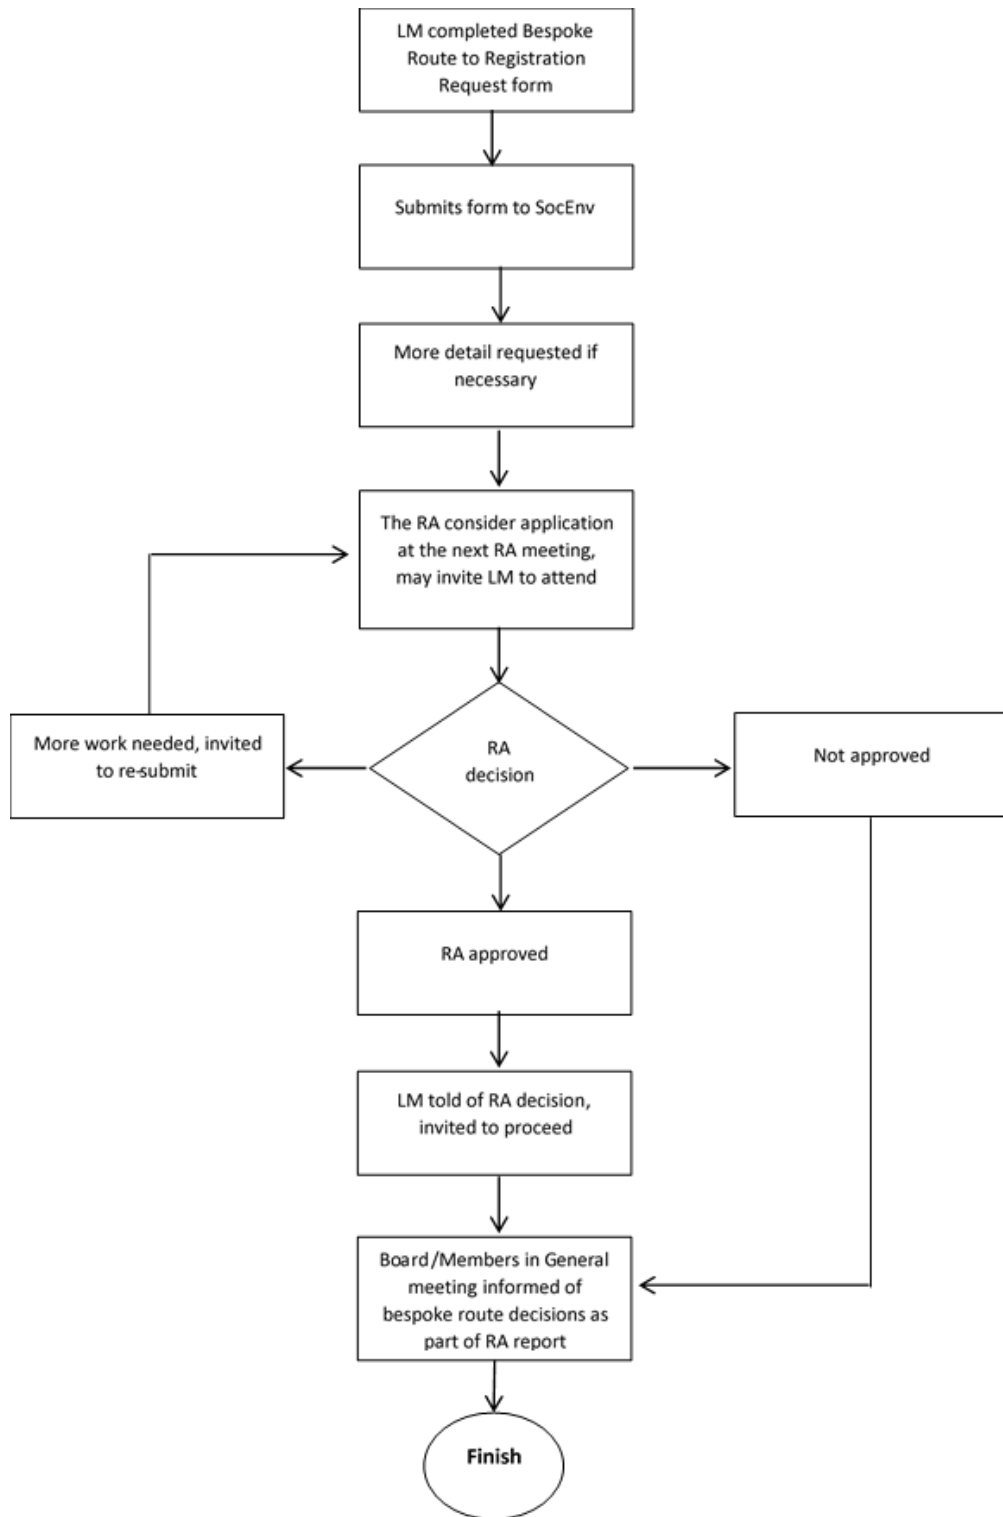 LM completed Bespoke
Route to Registration
Request form
Submits form to SocEnv
More detail requested if
necessary
The RA consider application
at the next RA meeting,
may invite LM to attend
More work needed, invited
to re-submit
RA
decision
Not approved
RA approved
LM told of RA decision,
invited to proceed
Board/Members in General
meeting informed of
bespoke route decisions as
part of RA report
Finish